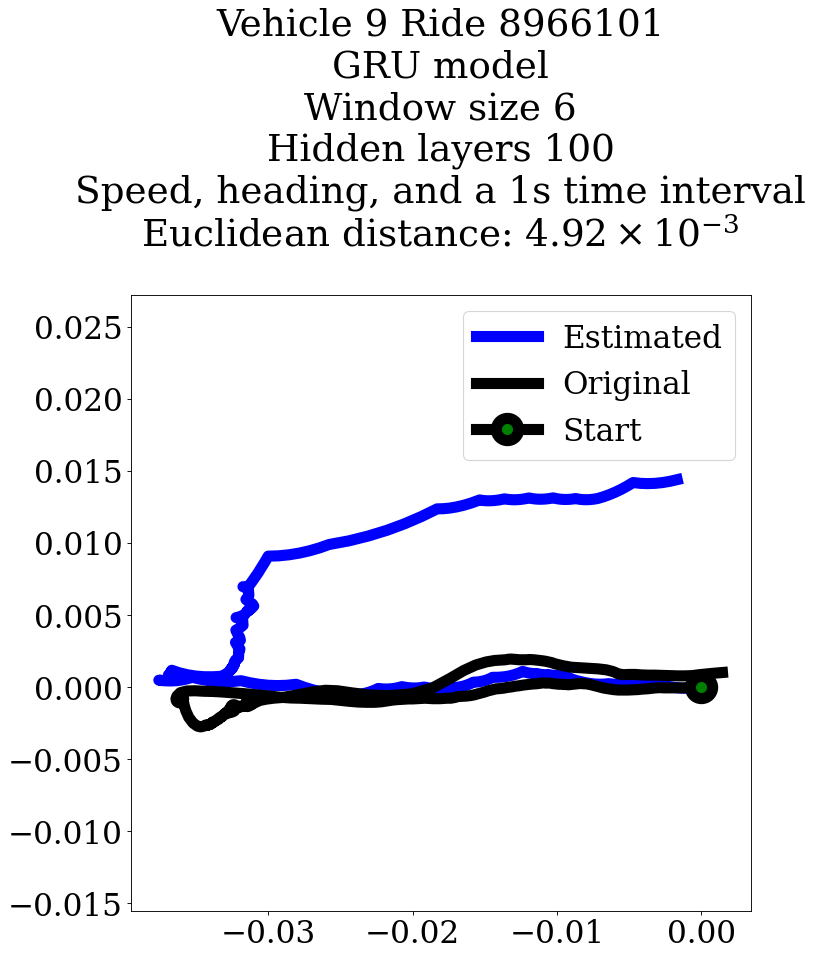 Vehicle 9 Ride 8966101
GRU model
Window size 6
Hidden layers 100
Speed, heading, and a 1s time interval
Euclidean distance: 4.92 × 10⁻³
Estimated
Original
Start
0.025
0.020
0.015
0.010
0.005
0.000
−0.005
−0.010
−0.015
−0.03 −0.02 −0.01 0.00